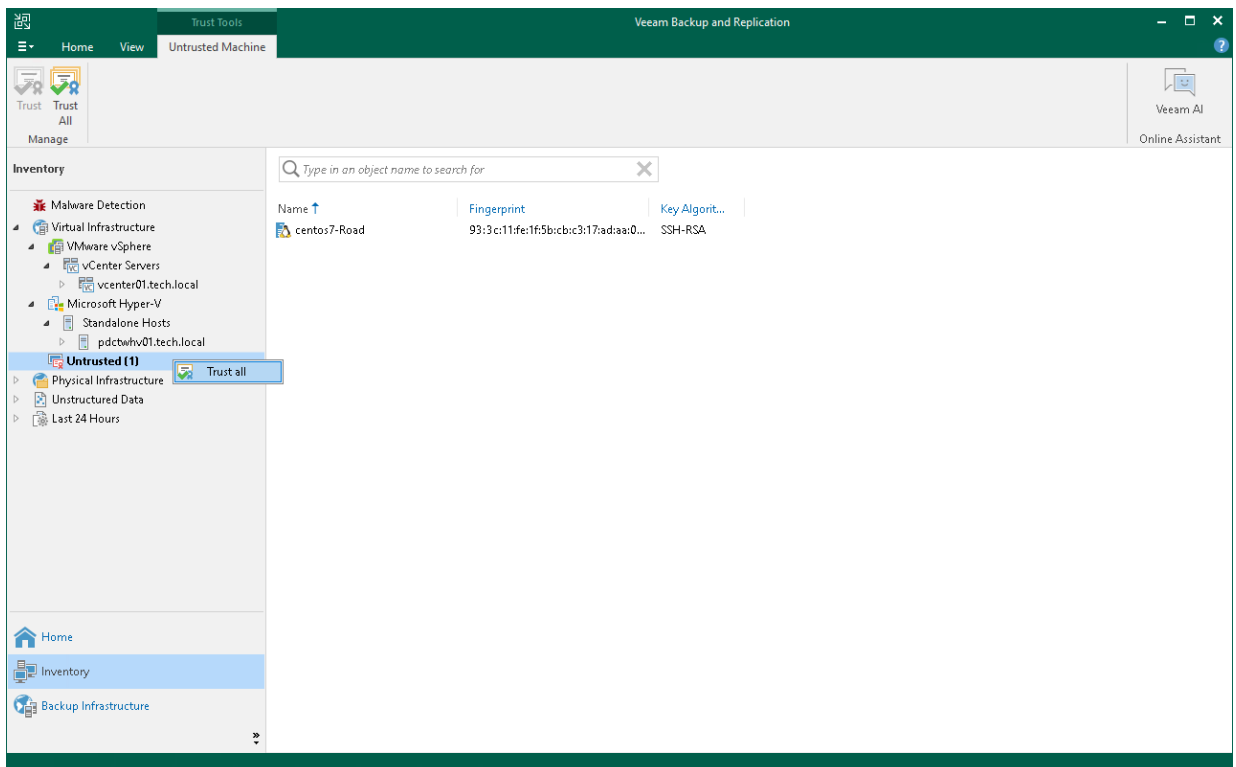 Trust Tools
Veeam Backup and Replication
Home View Untrusted Machine
Trust
Trust All
Manage
Veeam AI
Online Assistant
Inventory
Type in an object name to search for
Malware Detection
Virtual Infrastructure
VMware vSphere
vCenter Servers
vcenter01.tech.local
Microsoft Hyper-V
Standalone Hosts
pdctwhv01.tech.local
Untrusted (1)
Trust all
Physical Infrastructure
Unstructured Data
Last 24 Hours
Name Fingerprint Key Algorit...
centos7-Road 93:3c:11:fe:1f:5b:cb:c3:17:ad:aa:0... SSH-RSA
Home
Inventory
Backup Infrastructure